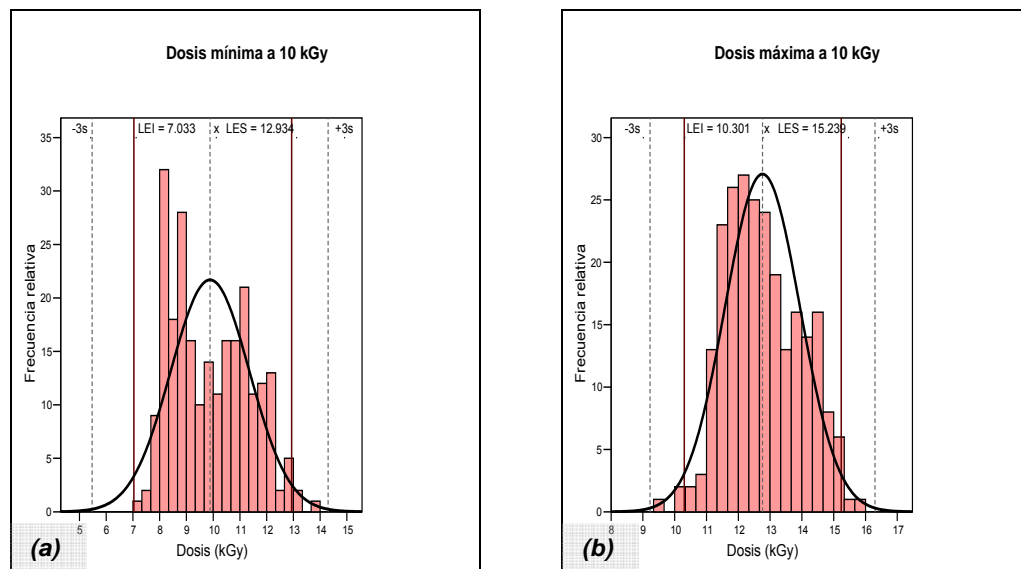 Dosis mínima a 10 kGy
-3s LEI = 7.033 x LES = 12.934 +3s
35
30
25
20
15
10
5
0
Frecuencia relativa
5 6 7 8 9 10 11 12 13 14 15
Dosis (kGy)
(a)
Dosis máxima a 10 kGy
-3s LEI = 10.301 x LES = 15.239 +3s
30
25
20
15
10
5
0
Frecuencia relativa
8 9 10 11 12 13 14 15 16 17
Dosis (kGy)
(b)